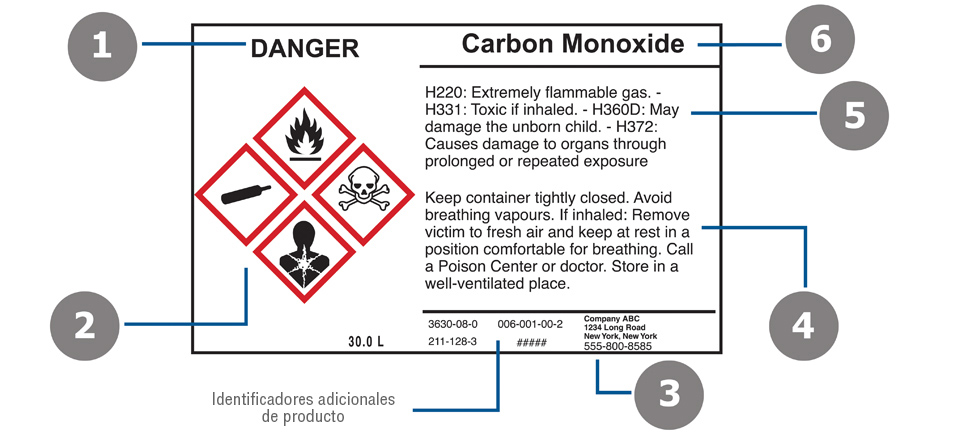 1
DANGER
Carbon Monoxide
6
H220: Extremely flammable gas. -
H331: Toxic if inhaled. - H360D: May
damage the unborn child. - H372:
Causes damage to organs through
prolonged or repeated exposure
5
Keep container tightly closed. Avoid
breathing vapours. If inhaled: Remove
victim to fresh air and keep at rest in a
position comfortable for breathing. Call
a Poison Center or doctor. Store in a
well-ventilated place.
4
2
30.0 L
3630-08-0 006-001-00-2
211-128-3 #####
Company ABC
1234 Long Road
New York, New York
555-800-8585
3
Identificadores adicionales
de producto